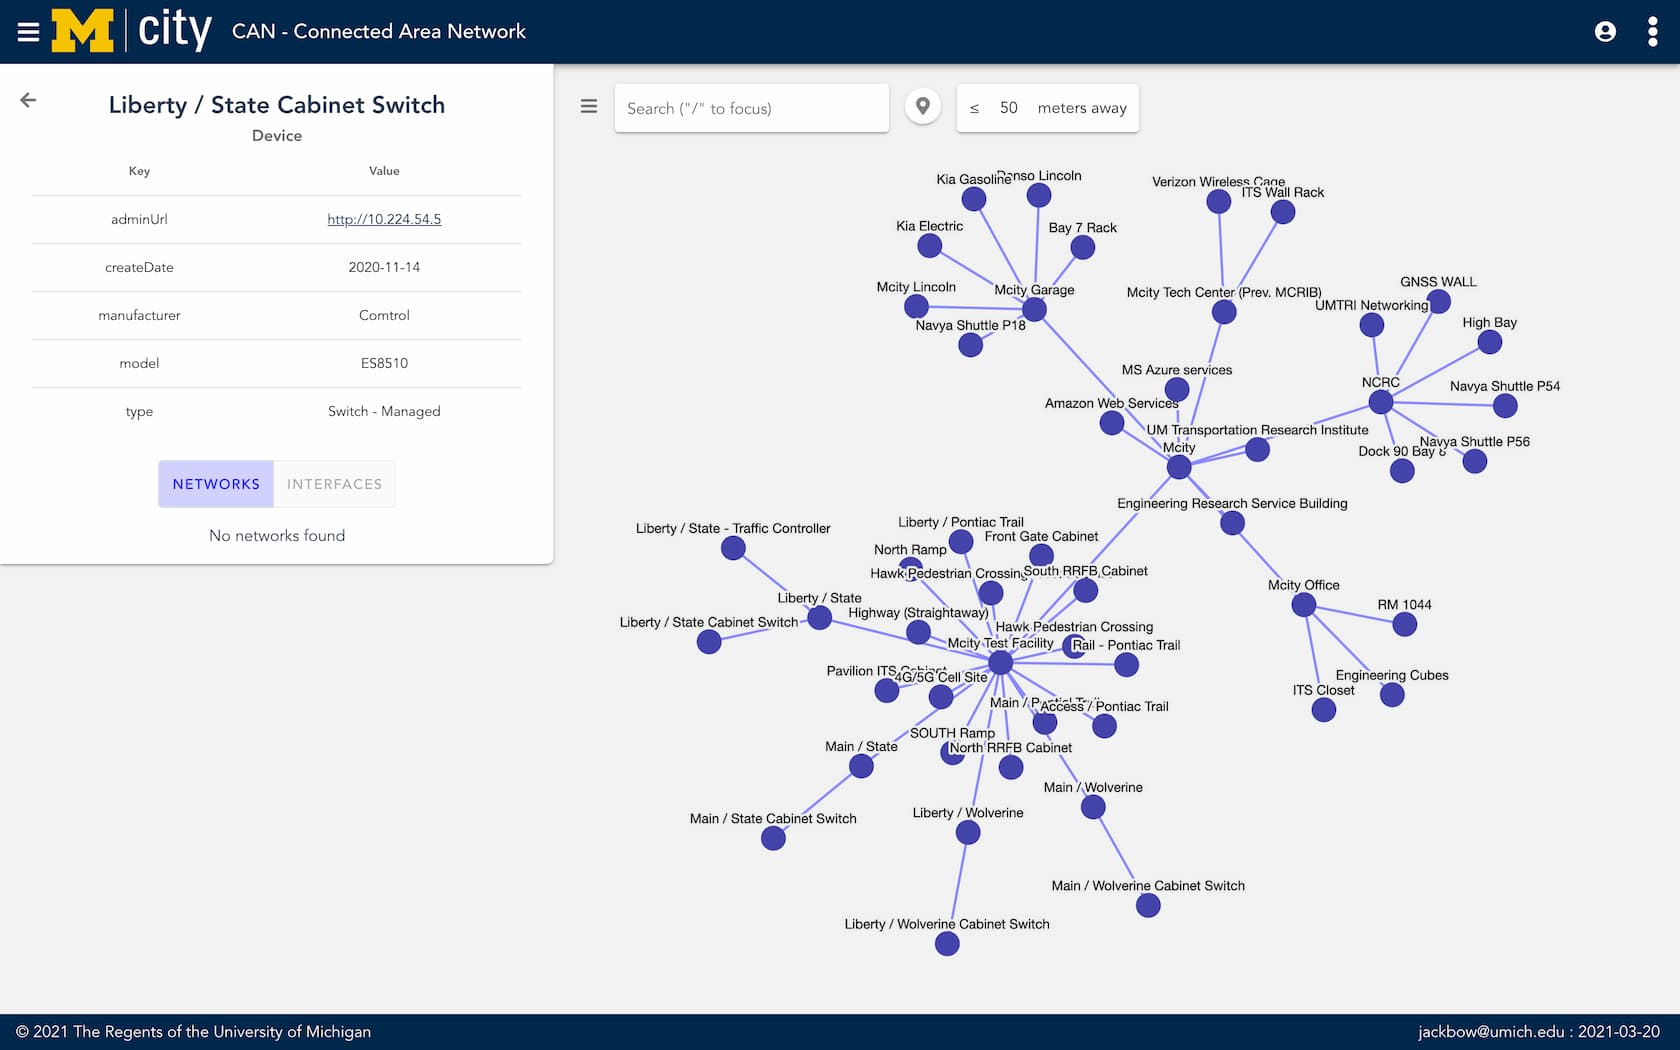 M city CAN - Connected Area Network
Liberty / State Cabinet Switch
Device
Key Value
adminUrl http://10.224.54.5
createDate 2020-11-14
manufacturer Comtrol
model ES8510
type Switch - Managed
NETWORKS INTERFACES
No networks found
Search ("/" to focus)
≤ 50 meters away
Kia Gasoline
Denso Lincoln
Verizon Wireless Cage
ITS Wall Rack
Kia Electric
Bay 7 Rack
Mcity Lincoln
Mcity Garage
Mcity Tech Center (Prev. MCRIB)
GNSS WALL
UMTRI Networking
Navya Shuttle P18
High Bay
MS Azure services
NCRC
Navya Shuttle P54
Amazon Web Services
UM Transportation Research Institute
Mcity
Dock 90 Bay 8
Navya Shuttle P56
Engineering Research Service Building
Liberty / State - Traffic Controller
Liberty / Pontiac Trail
Front Gate Cabinet
North Ramp
Hawk Pedestrian Crossing
South RRFB Cabinet
Mcity Office
Liberty / State
RM 1044
Liberty / State Cabinet Switch
Highway (Straightaway)
Hawk Pedestrian Crossing
Mcity Test Facility
Rail - Pontiac Trail
Pavilion ITS Cabinet
4G/5G Cell Site
Engineering Cubes
ITS Closet
Main / Pontial Trail
Access / Pontiac Trail
SOUTH Ramp
Main / State
North RRFB Cabinet
Main / Wolverine
Main / State Cabinet Switch
Liberty / Wolverine
Main / Wolverine Cabinet Switch
Liberty / Wolverine Cabinet Switch
© 2021 The Regents of the University of Michigan
jackbow@umich.edu : 2021-03-20